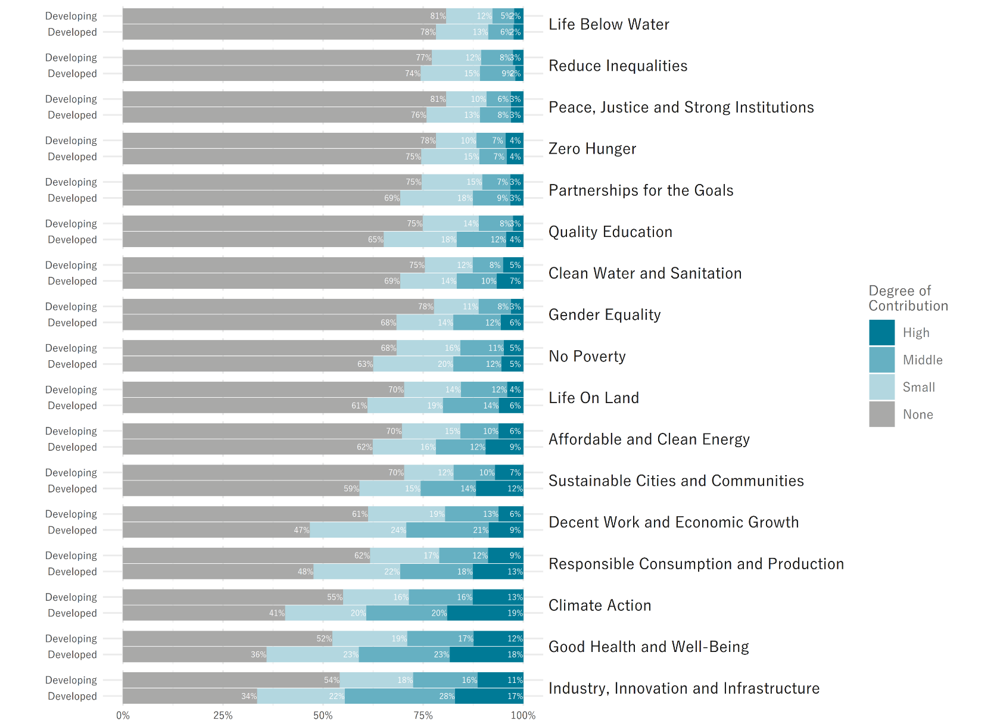 Developing 81% 12% 5% 2%
Life Below Water
Developed 78% 13% 6% 2%
Developing 77% 12% 8% 3%
Reduce Inequalities
Developed 74% 15% 9% 2%
Developing 81% 10% 6% 3%
Peace, Justice and Strong Institutions
Developed 76% 13% 8% 3%
Developing 78% 10% 7% 4%
Zero Hunger
Developed 75% 15% 7% 4%
Developing 75% 15% 7% 3%
Partnerships for the Goals
Developed 69% 18% 9% 3%
Developing 75% 14% 8% 3%
Quality Education
Developed 65% 18% 12% 4%
Developing 75% 12% 8% 5%
Clean Water and Sanitation
Developed 69% 14% 10% 7%
Developing 78% 11% 8% 3%
Gender Equality
Developed 68% 14% 12% 6%
Developing 68% 16% 11% 5%
No Poverty
Developed 63% 20% 12% 5%
Developing 70% 14% 12% 4%
Life On Land
Developed 61% 19% 14% 6%
Developing 70% 15% 10% 6%
Affordable and Clean Energy
Developed 62% 16% 12% 9%
Developing 70% 12% 10% 7%
Sustainable Cities and Communities
Developed 59% 15% 14% 12%
Developing 61% 19% 13% 6%
Decent Work and Economic Growth
Developed 47% 24% 21% 9%
Developing 62% 17% 12% 9%
Responsible Consumption and Production
Developed 48% 22% 18% 13%
Developing 55% 16% 16% 13%
Climate Action
Developed 41% 20% 20% 19%
Developing 52% 19% 17% 12%
Good Health and Well-Being
Developed 36% 23% 23% 18%
Developing 54% 18% 16% 11%
Industry, Innovation and Infrastructure
Developed 34% 22% 28% 17%
0% 25% 50% 75% 100%
Degree of
Contribution
High
Middle
Small
None